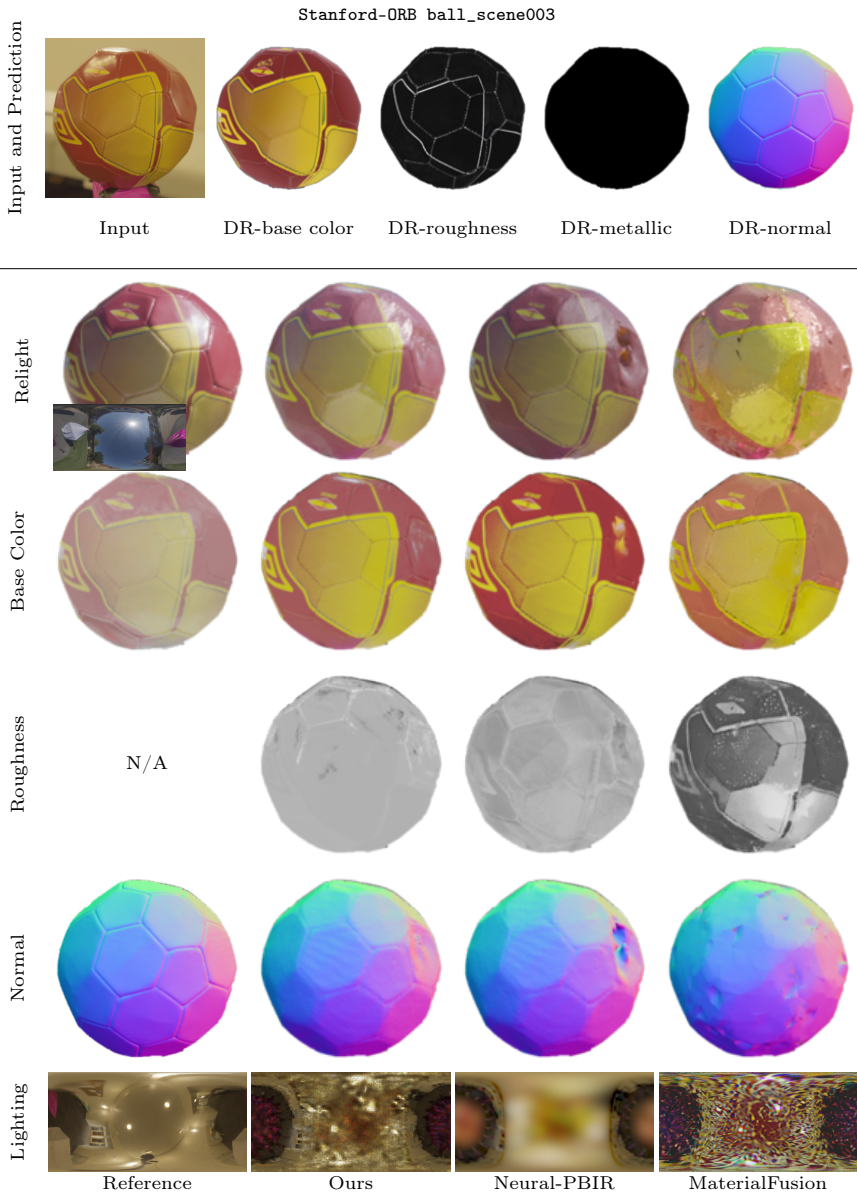 Stanford-ORB ball_scene003
Input and Prediction
Input DR-base color DR-roughness DR-metallic DR-normal
Relight
Base Color
Roughness
N/A
Normal
Lighting
Reference Ours Neural-PBIR MaterialFusion